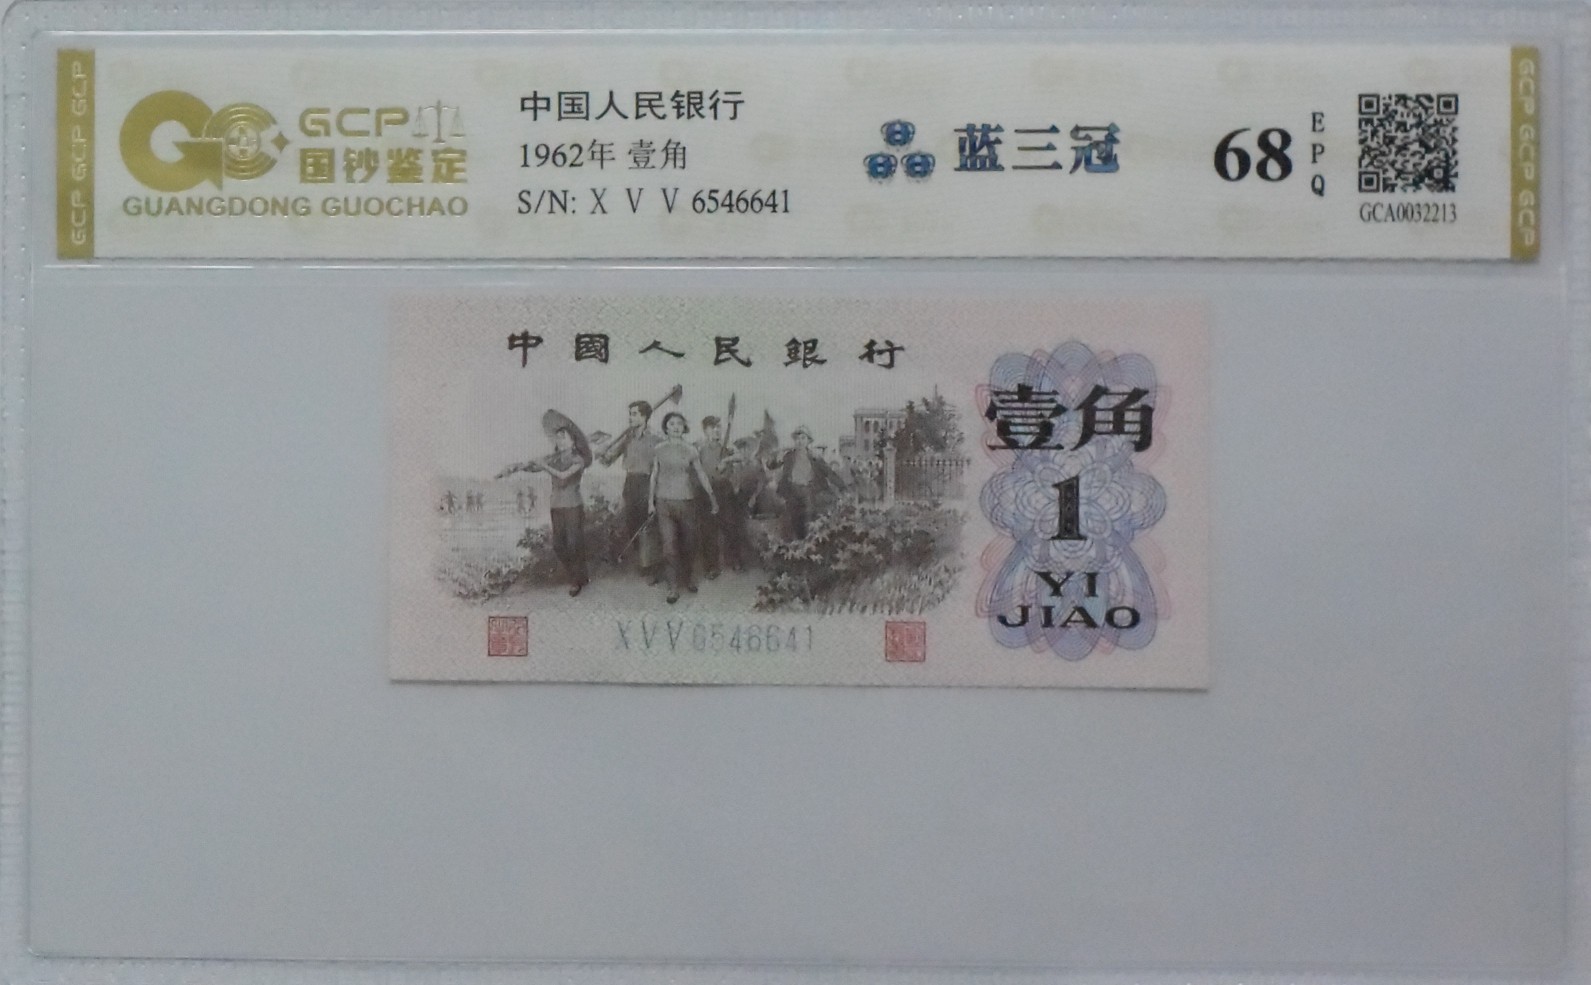 GCP GCP GCP
GCP
国钞鉴定
GUANGDONG GUOCHAO
中国人民银行
1962年 壹角
S/N: X V V 6546641
蓝三冠
68
EPQ
GCA0032213
GCP GCP GCP
中國人民銀行
壹角
1
YI
JIAO
XVV6546641